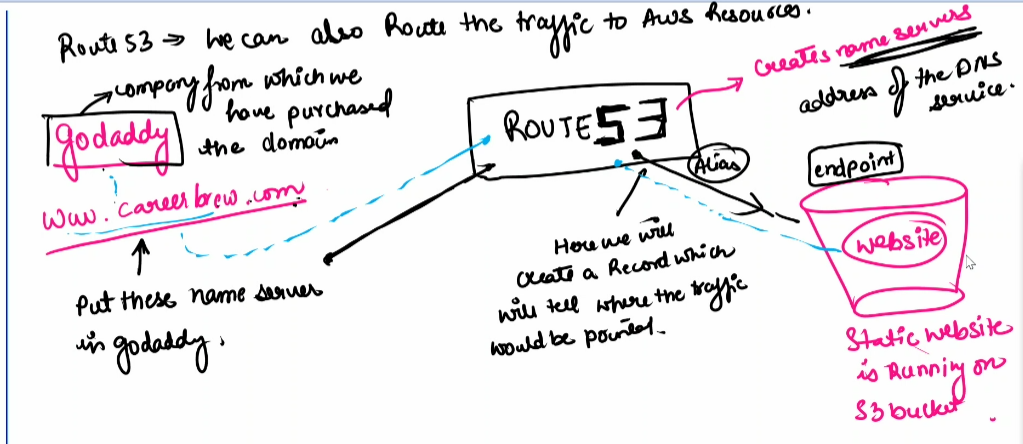 Route 53 → we can also Route the traffic to AWS Resources.
company from which we
have purchased
the domain
godaddy
www.careerbrew.com
Put these name server
in godaddy.
ROUTE 53
Creates name servers
address of the DNS
service.
Alias
Here we will
create a Record which
will tell where the traffic
would be pointed.
endpoint
website
Static website
is Running on
S3 bucket